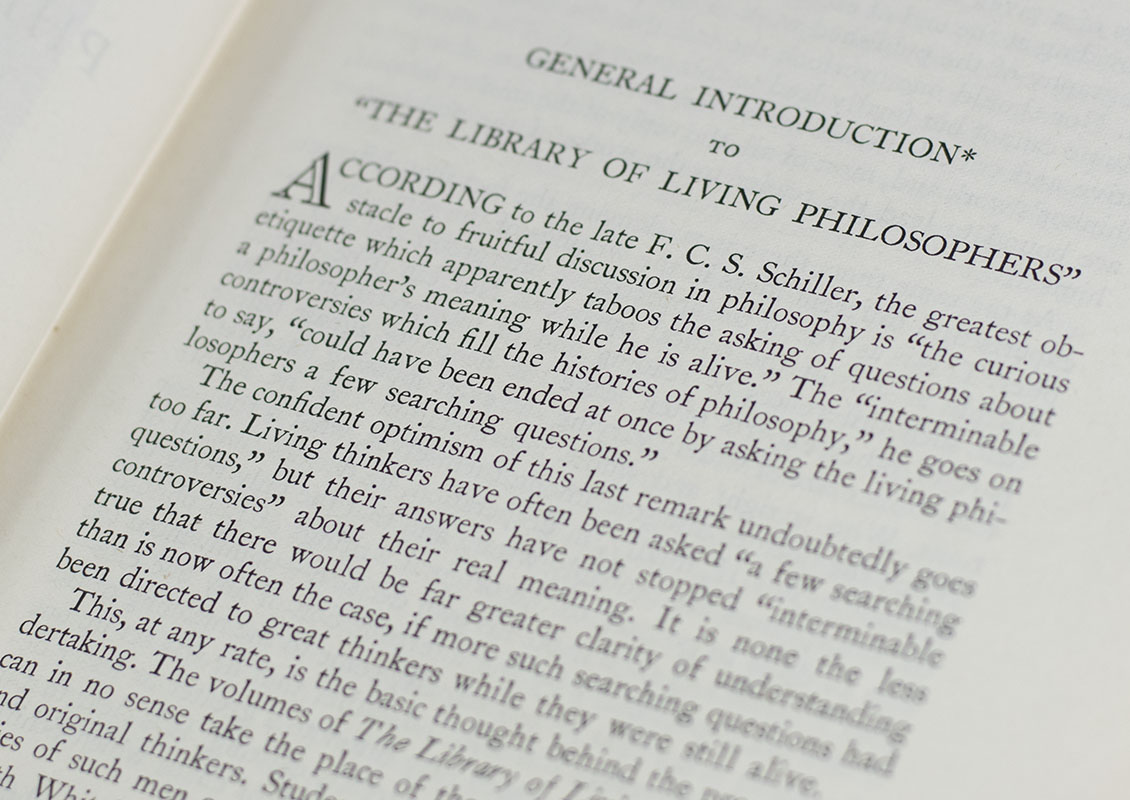 GENERAL INTRODUCTION*
TO
“THE LIBRARY OF LIVING PHILOSOPHERS”
ACCORDING to the late F. C. S. Schiller, the greatest ob-
stacle to fruitful discussion in philosophy is “the curious
etiquette which apparently taboos the asking of questions about
a philosopher’s meaning while he is alive.” The “interminable
controversies which fill the histories of philosophy,” he goes on
to say, “could have been ended at once by asking the living phi-
losophers a few searching questions.”
The confident optimism of this last remark undoubtedly goes
too far. Living thinkers have often been asked “a few searching
questions,” but their answers have not stopped “interminable
controversies” about their real meaning. It is none the less
true that there would be far greater clarity of understanding
than is now often the case, if more such searching questions had
been directed to great thinkers while they were still alive.
This, at any rate, is the basic thought behind the
dertaking. The volumes of The Library of
can in no sense take the place of
original thinkers.
of such men